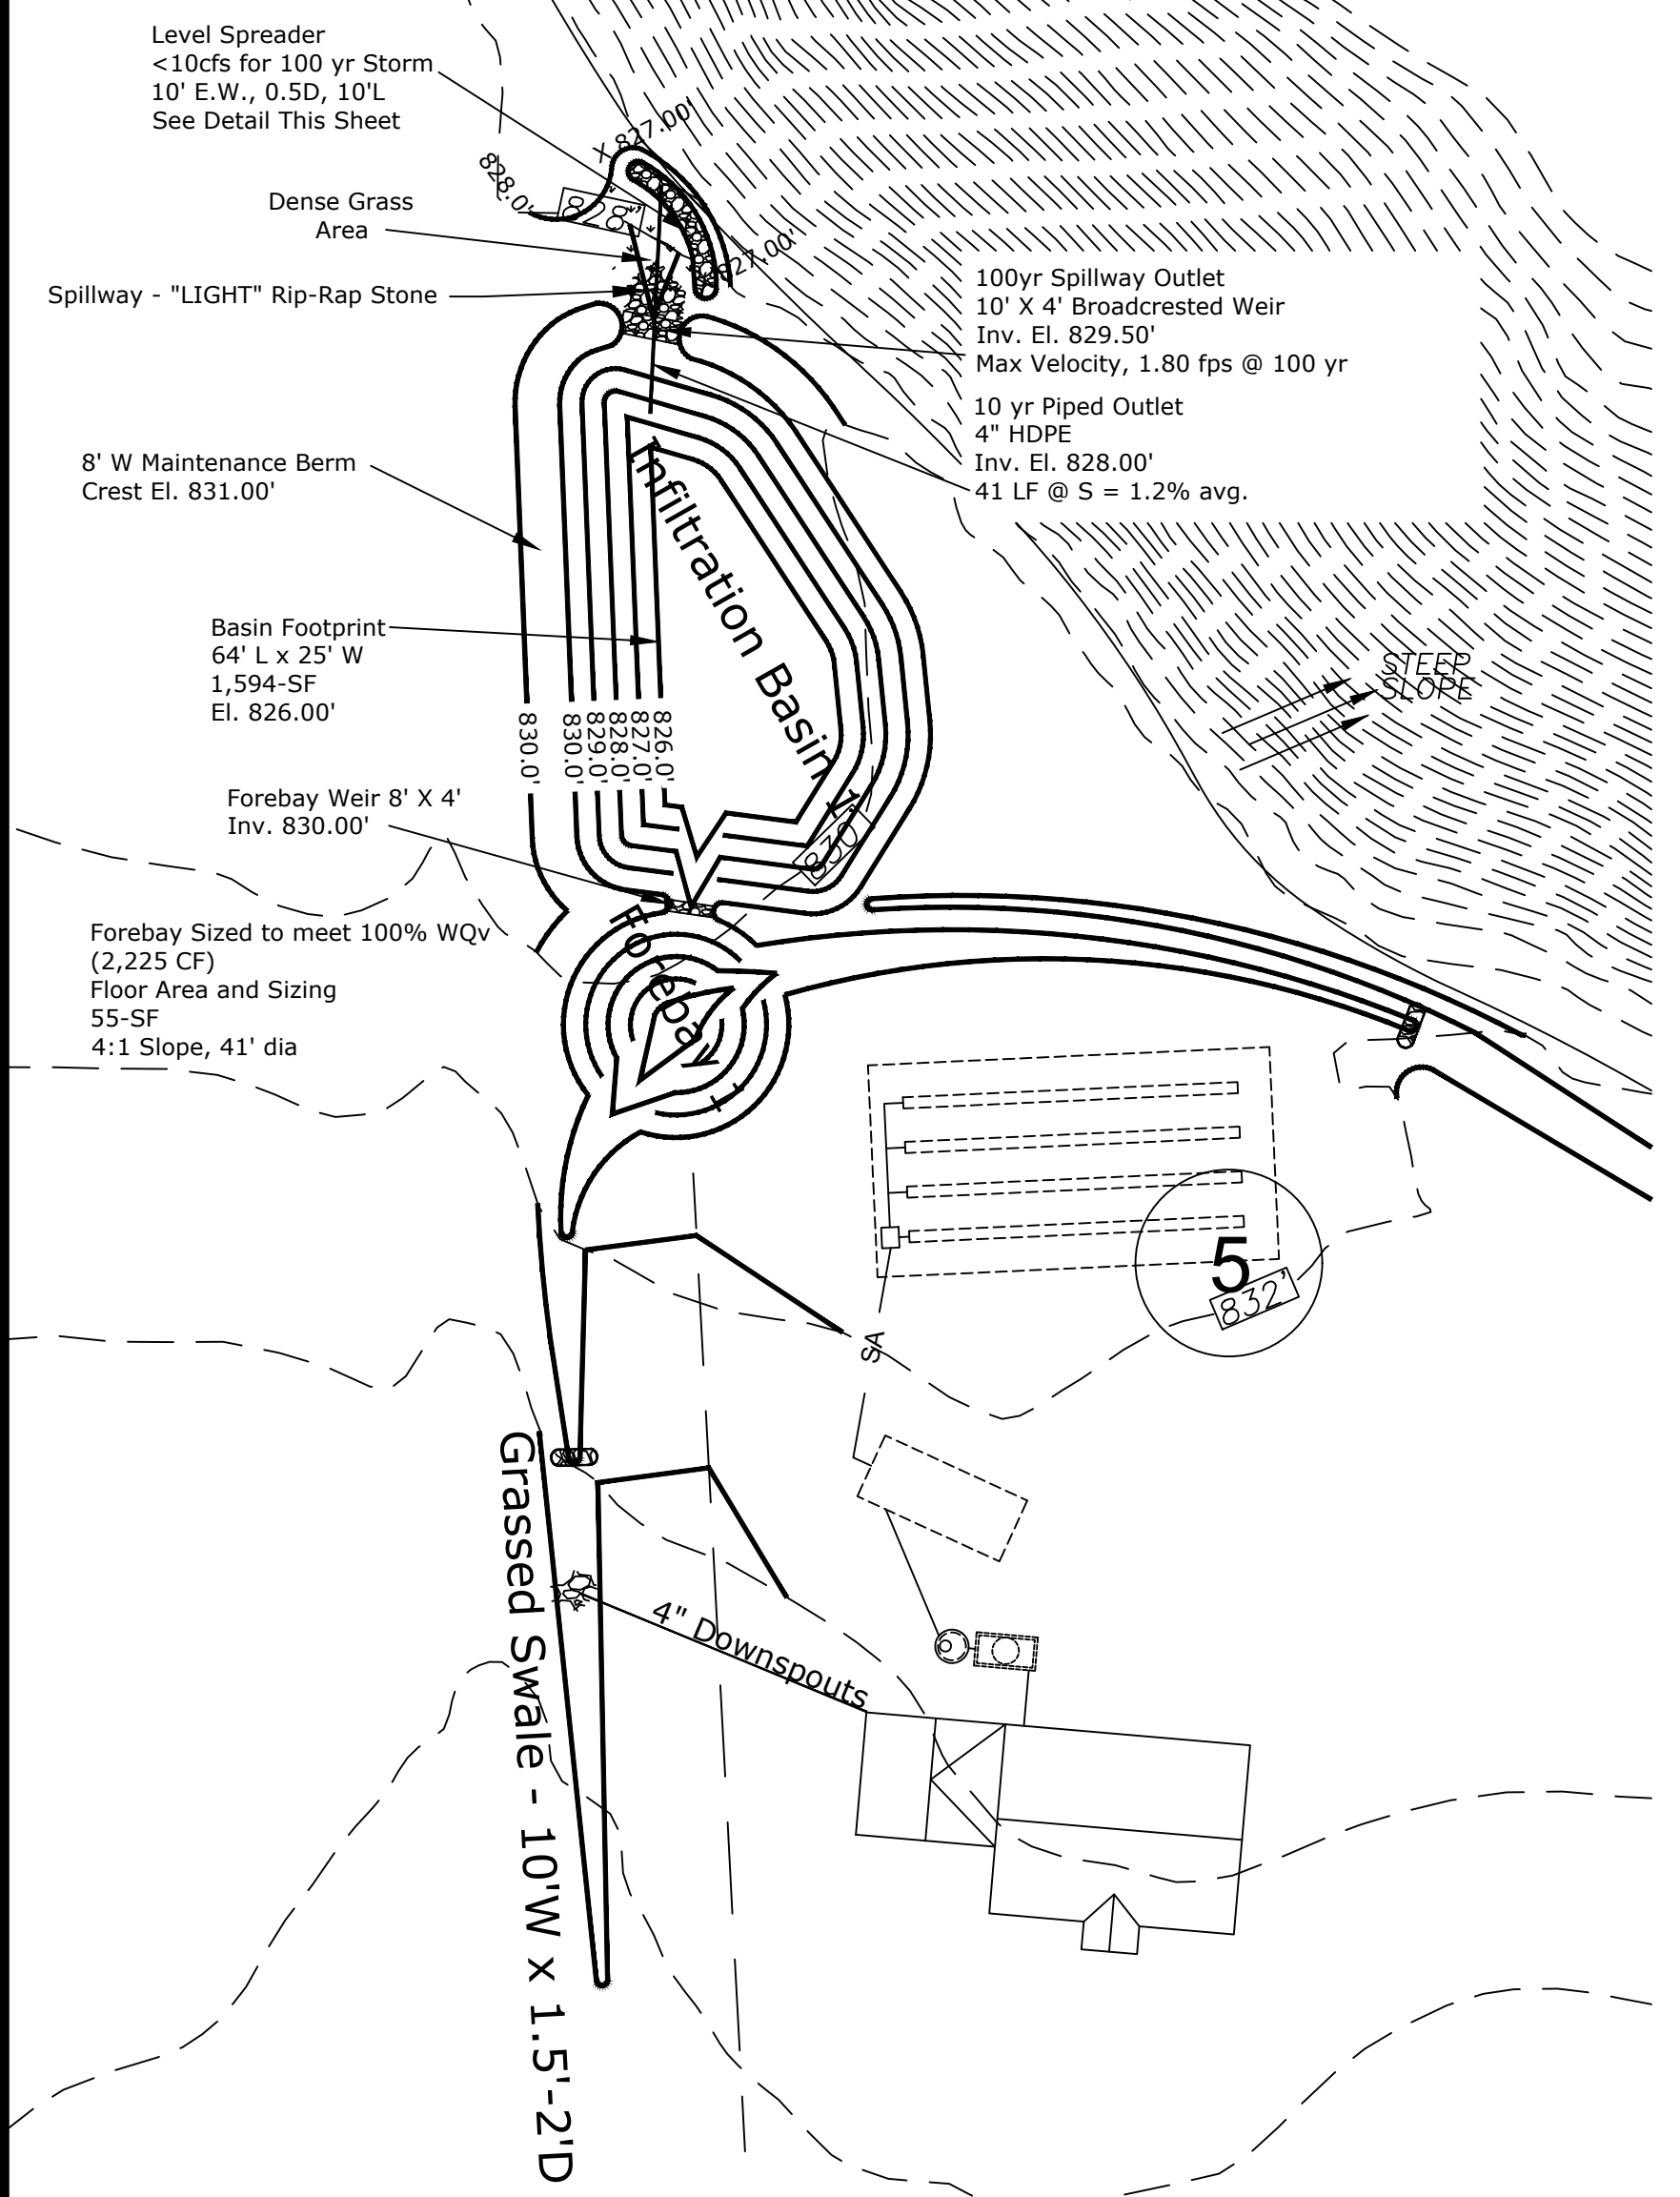 Level Spreader
<10cfs for 100 yr Storm
10' E.W., 0.5D, 10'L
See Detail This Sheet
X 827.00'
828.0'
828'
Dense Grass
Area
827.00'
Spillway - "LIGHT" Rip-Rap Stone
100yr Spillway Outlet
10' X 4' Broadcrested Weir
Inv. El. 829.50'
Max Velocity, 1.80 fps @ 100 yr
10 yr Piped Outlet
4" HDPE
Inv. El. 828.00'
41 LF @ S = 1.2% avg.
8' W Maintenance Berm
Crest El. 831.00'
Infiltration Basin 1
Basin Footprint
64' L x 25' W
1,594-SF
El. 826.00'
STEEP
SLOPE
830.0'
830.0'
829.0'
828.0'
827.0'
826.0'
Forebay Weir 8' X 4'
Inv. 830.00'
830'
Forebay 1
Forebay Sized to meet 100% WQv
(2,225 CF)
Floor Area and Sizing
55-SF
4:1 Slope, 41' dia
5
832'
SA
Grassed Swale - 10'W x 1.5'-2'D
4" Downspouts